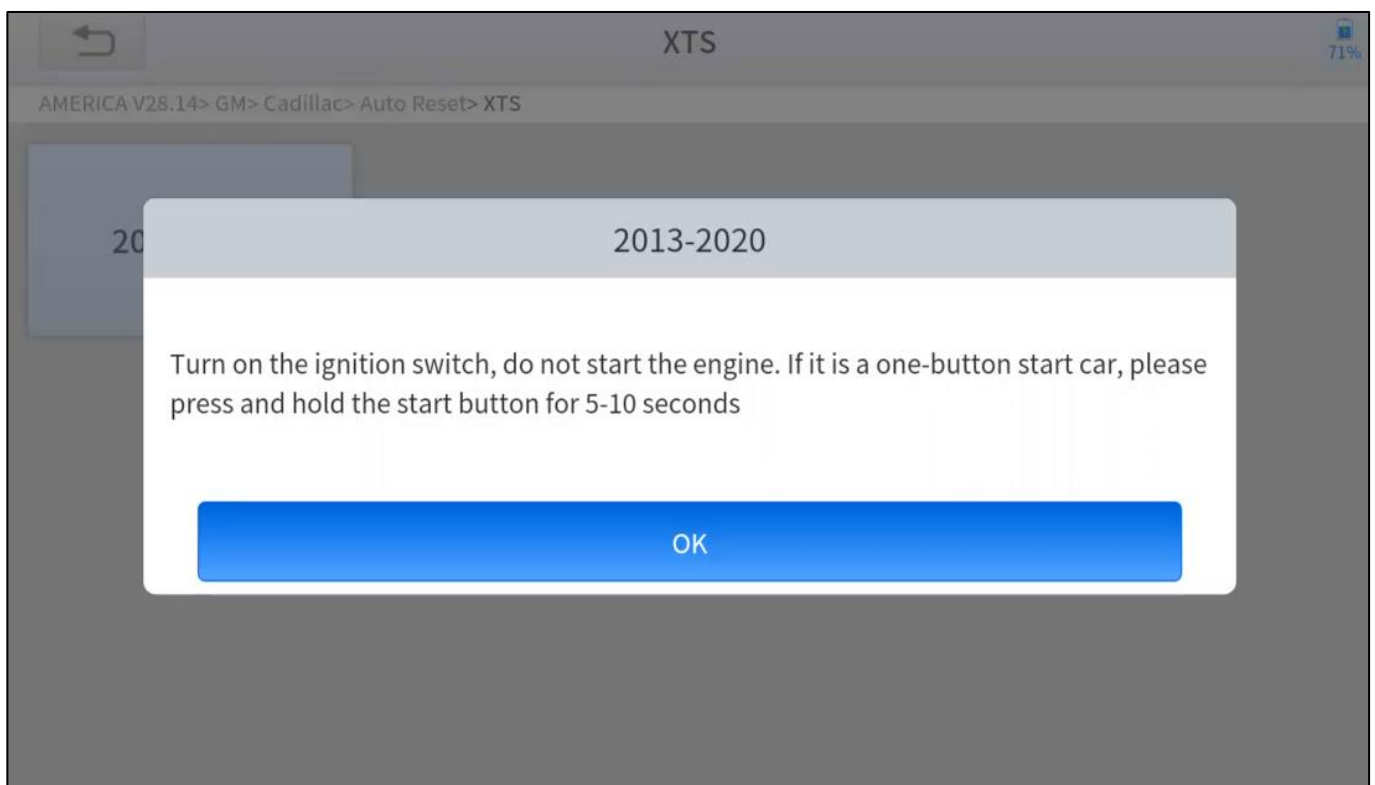 XTS
71%
AMERICA V28.14> GM> Cadillac> Auto Reset> XTS
20
2013-2020
Turn on the ignition switch, do not start the engine. If it is a one-button start car, please
press and hold the start button for 5-10 seconds
OK